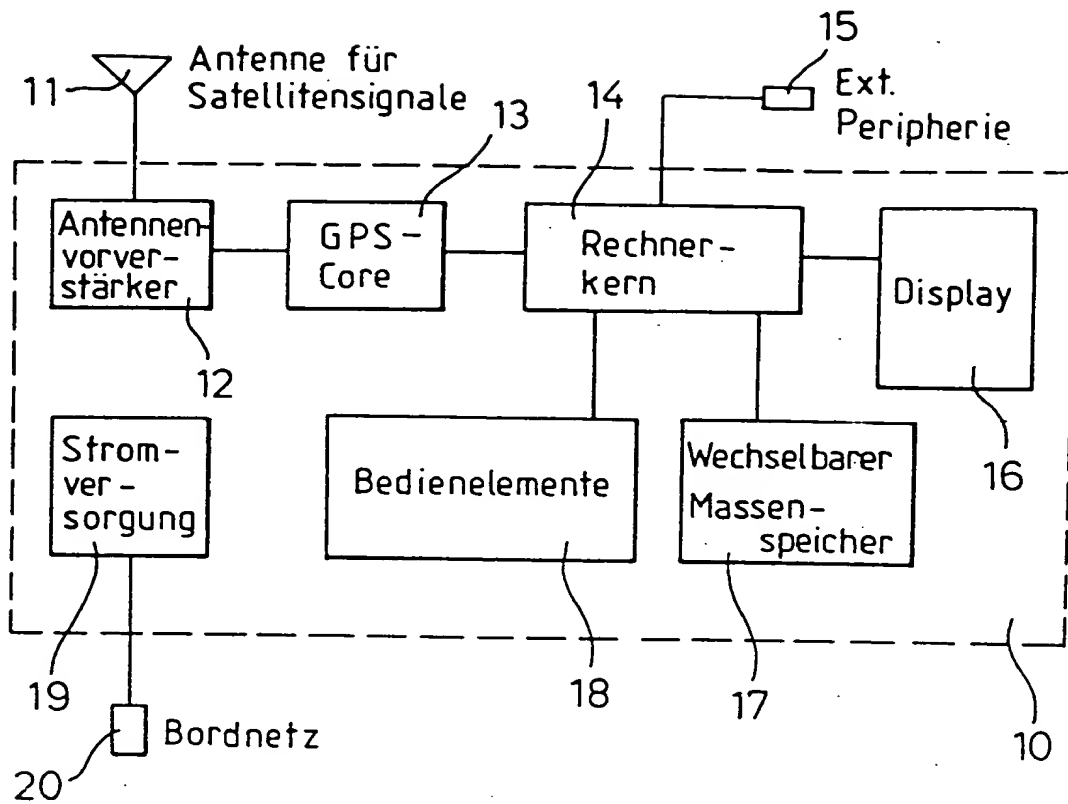 11
Antenne für
Satellitensignale
13
14
15
Ext.
Peripherie
Antennen-
vorver-
stärker
12
GPS-
Core
Rechner-
kern
Display
16
Strom-
ver-
sorgung
19
Bedienelemente
18
Wechselbarer
Massen-
speicher
17
10
20
Bordnetz